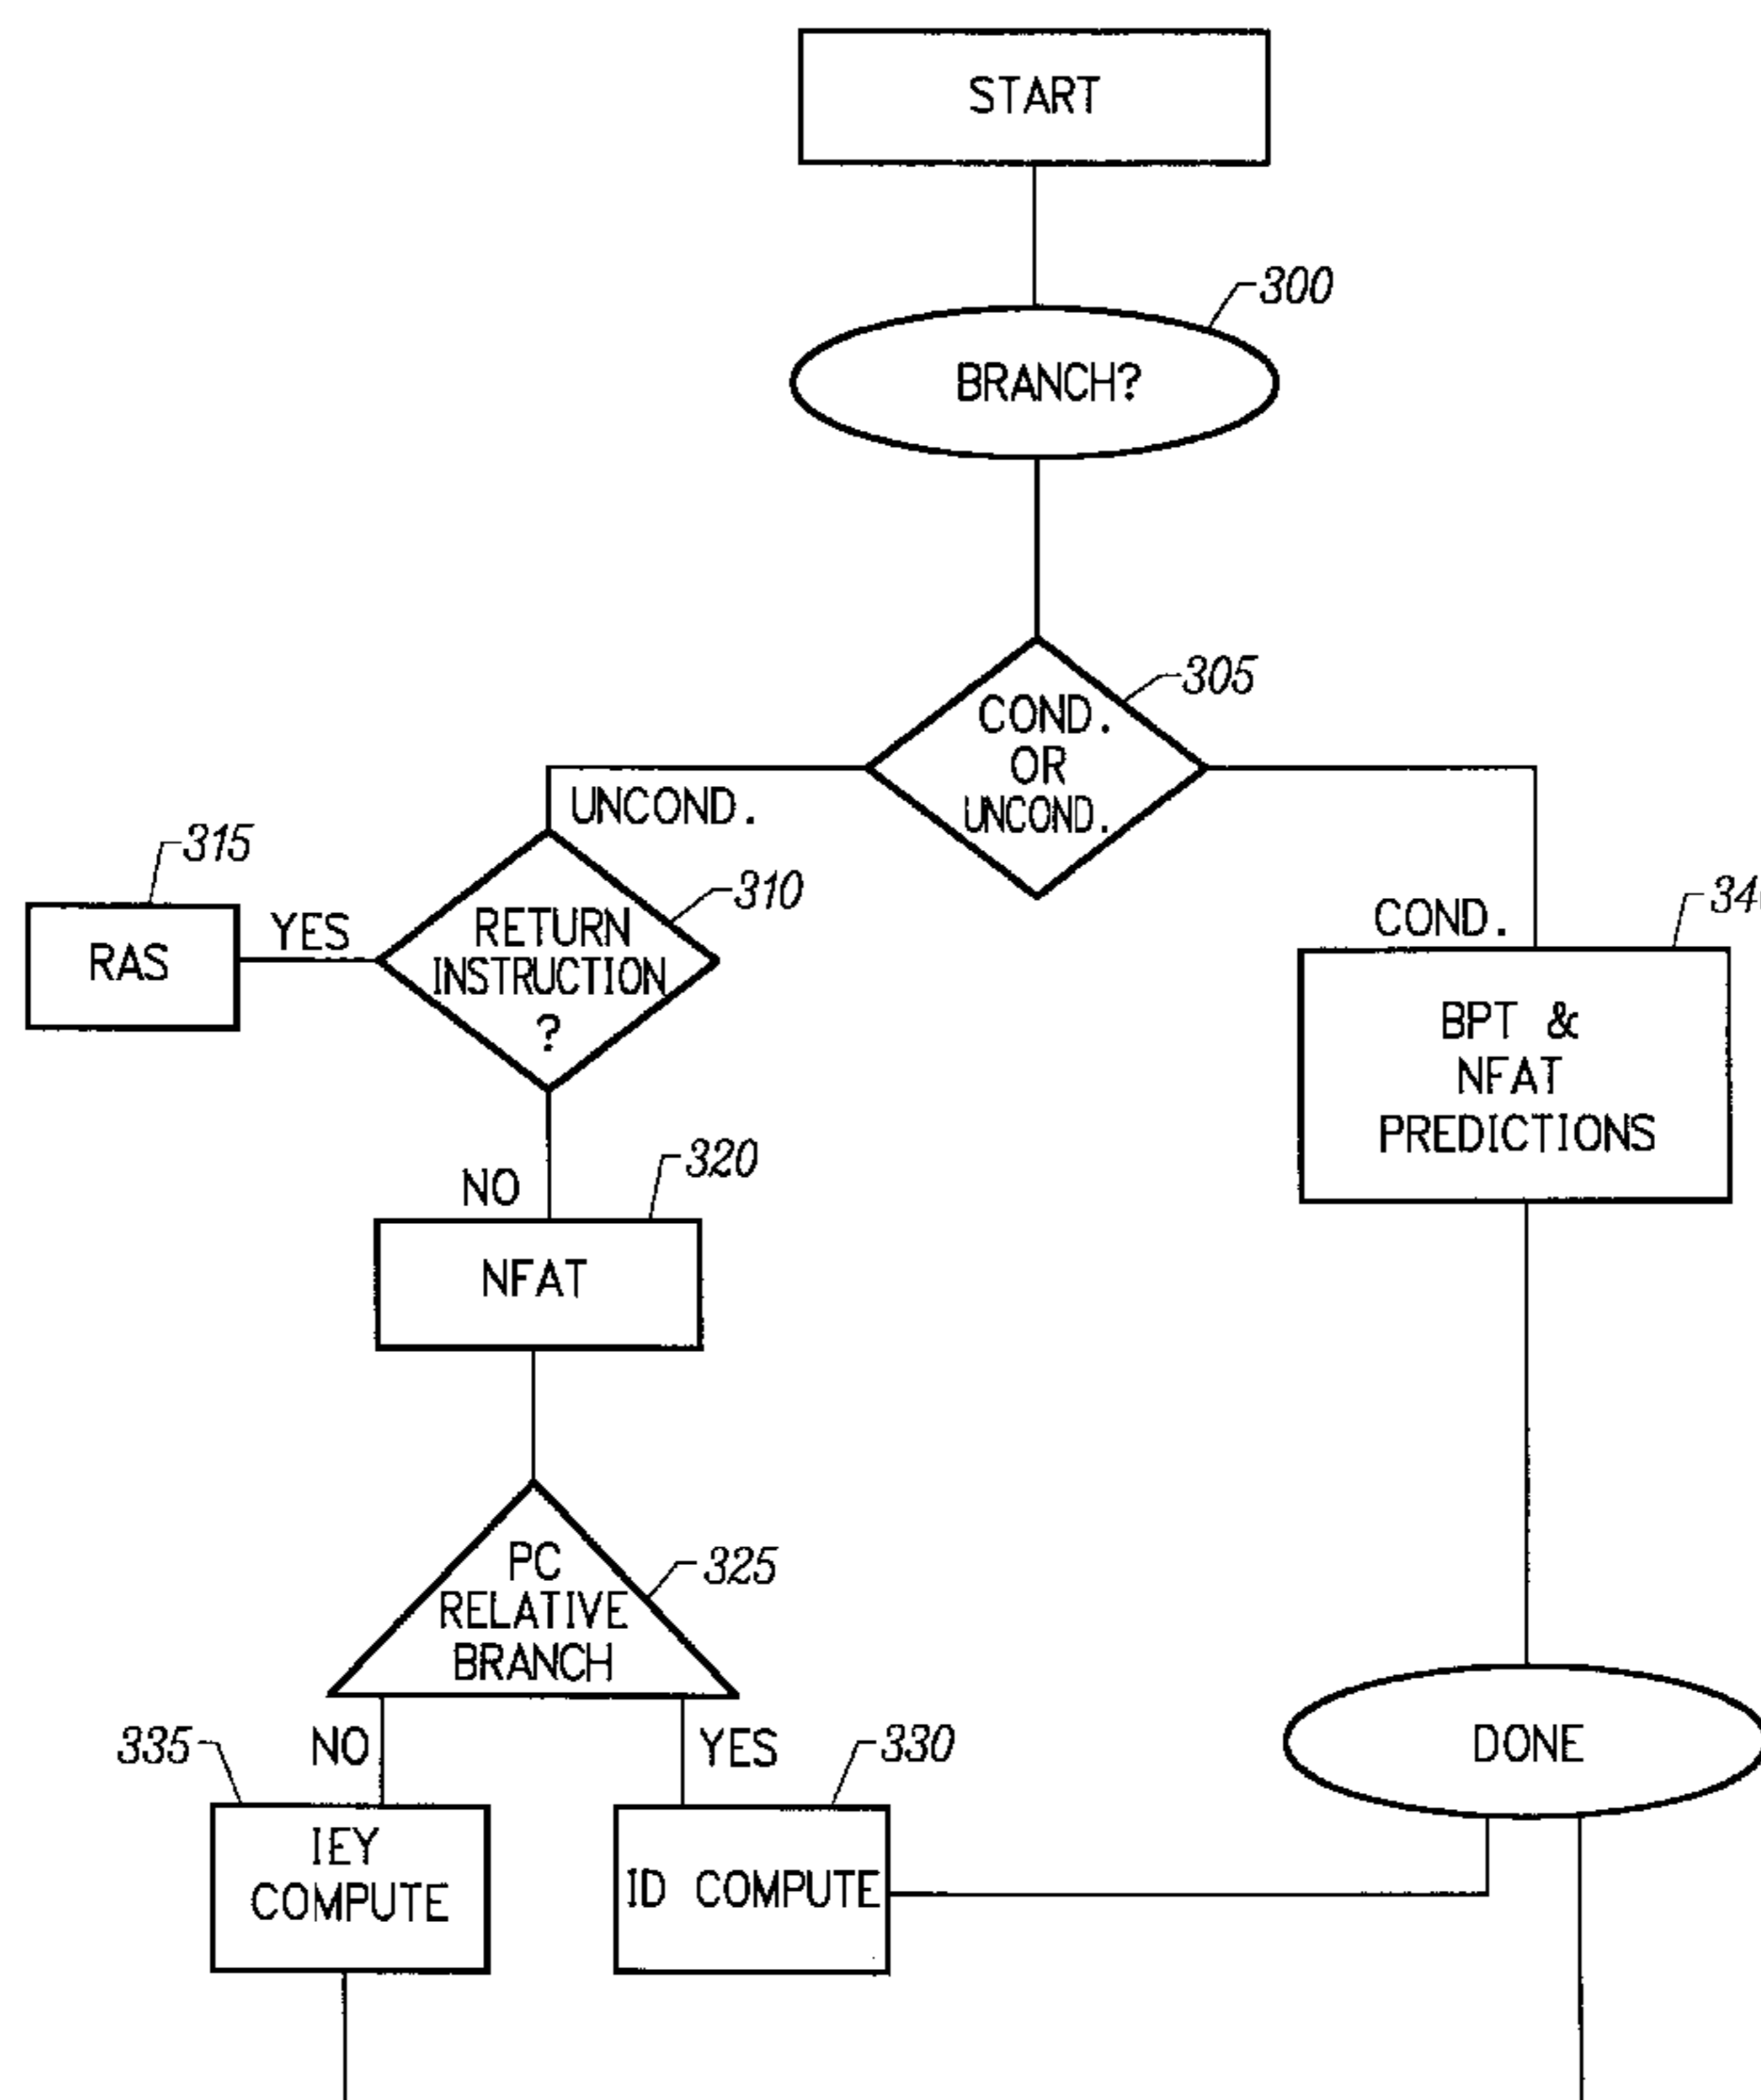 START
300
BRANCH?
305
COND.
OR
UNCOND.
UNCOND.
COND.
315
RAS
YES
310
RETURN
INSTRUCTION
?
BPT &
NFAT
PREDICTIONS
NO
320
NFAT
325
PC
RELATIVE
BRANCH
335
NO
YES
330
IEY
COMPUTE
ID COMPUTE
DONE